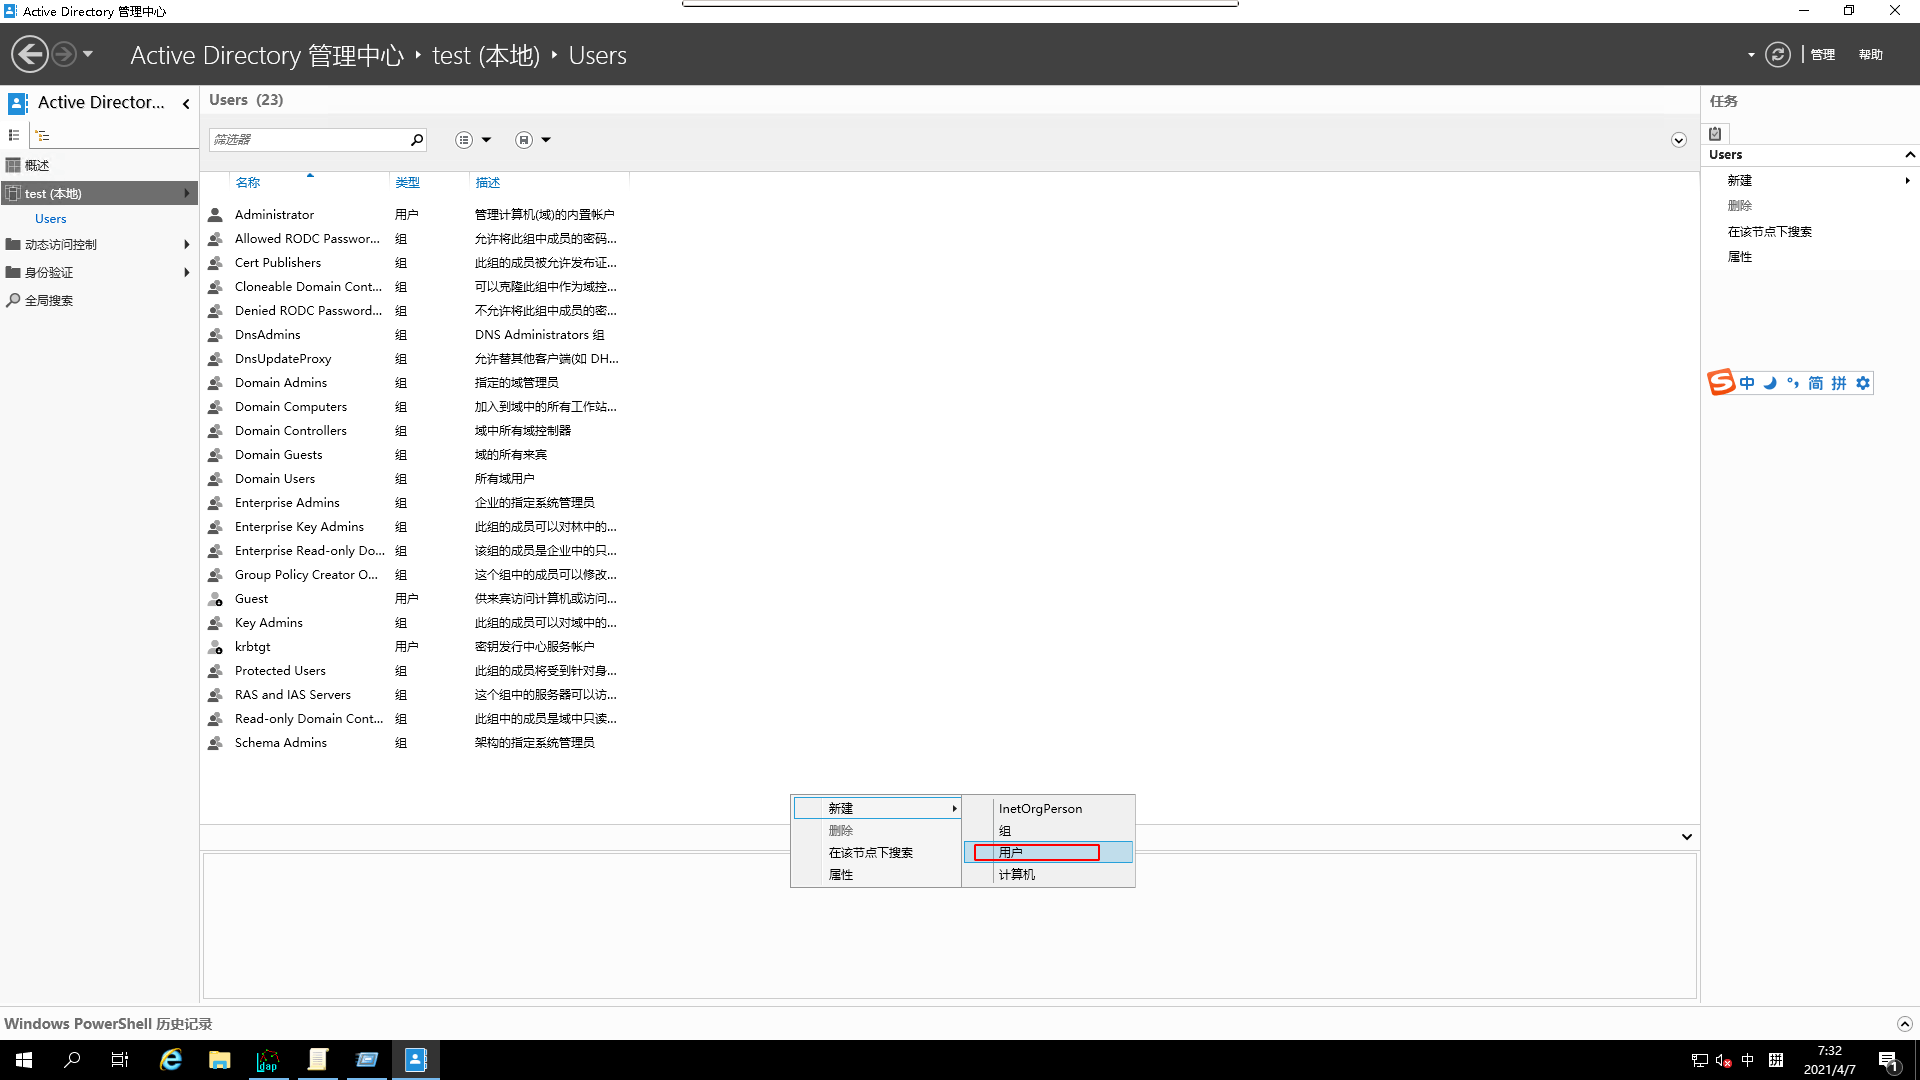 Active Directory 管理中心
Active Directory 管理中心 test (本地) Users
管理 帮助
Active Director...
Users (23)
任务
筛选器
概述
test (本地)
Users
动态访问控制
身份验证
全局搜索
名称 类型 描述
Administrator 用户 管理计算机(域)的内置帐户
Allowed RODC Passwor... 组 允许将此组中成员的密码...
Cert Publishers 组 此组的成员被允许发布证...
Cloneable Domain Cont... 组 可以克隆此组中作为域控...
Denied RODC Password... 组 不允许将此组中成员的密...
DnsAdmins 组 DNS Administrators 组
DnsUpdateProxy 组 允许替其他客户端(如 DH...
Domain Admins 组 指定的域管理员
Domain Computers 组 加入到域中的所有工作站...
Domain Controllers 组 域中所有域控制器
Domain Guests 组 域的所有来宾
Domain Users 组 所有域用户
Enterprise Admins 组 企业的指定系统管理员
Enterprise Key Admins 组 此组的成员可以对林中的...
Enterprise Read-only Do... 组 该组的成员是企业中的只...
Group Policy Creator O... 组 这个组中的成员可以修改...
Guest 用户 供来宾访问计算机或访问...
Key Admins 组 此组的成员可以对域中的...
krbtgt 用户 密钥发行中心服务帐户
Protected Users 组 此组的成员将受到针对身...
RAS and IAS Servers 组 这个组中的服务器可以访...
Read-only Domain Cont... 组 此组中的成员是域中只读...
Schema Admins 组 架构的指定系统管理员
新建
删除
在该节点下搜索
属性
InetOrgPerson
组
用户
计算机
Users
新建
删除
在该节点下搜索
属性
S 中 简 拼
Windows PowerShell 历史记录
ldap
中 拼
7:32
2021/4/7
1